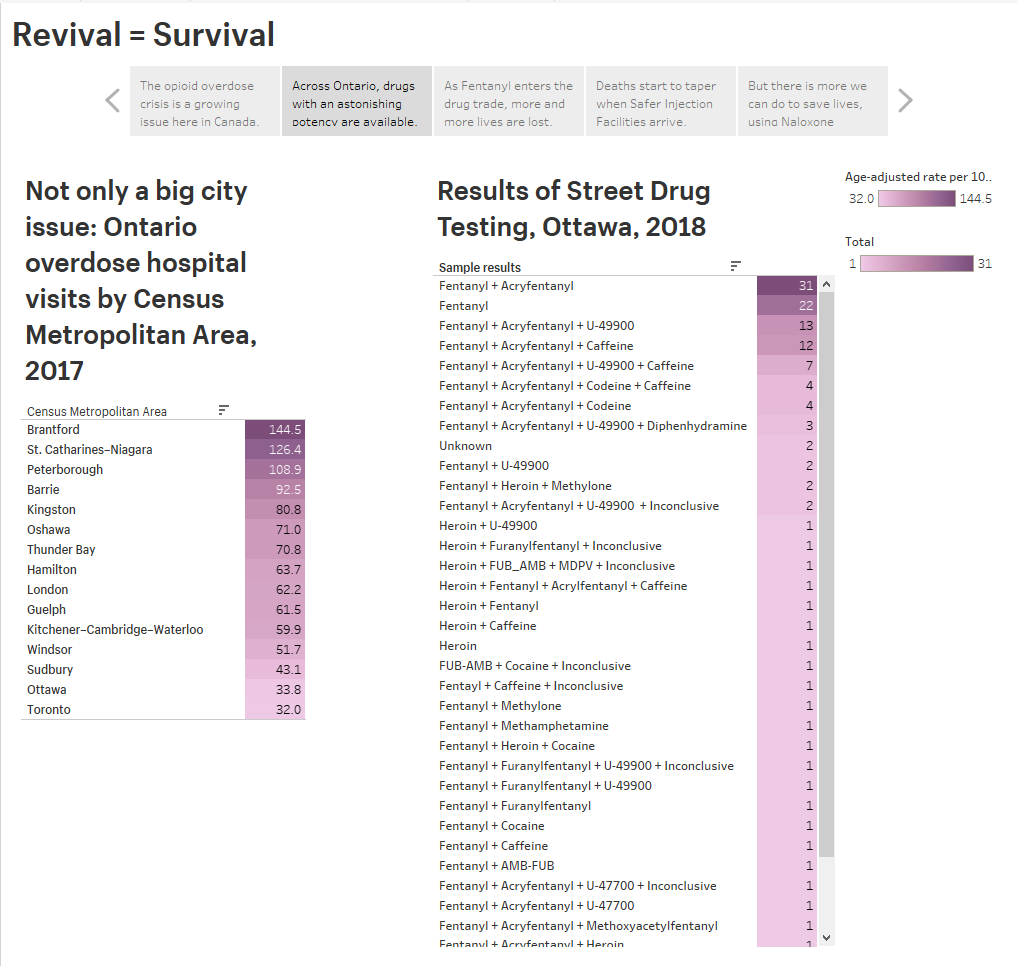 Revival = Survival
The opioid overdose
crisis is a growing
issue here in Canada.
Across Ontario, drugs
with an astonishing
potency are available.
As Fentanyl enters the
drug trade, more and
more lives are lost.
Deaths start to taper
when Safer Injection
Facilities arrive.
But there is more we
can do to save lives,
using Naloxone
Not only a big city
issue: Ontario
overdose hospital
visits by Census
Metropolitan Area,
2017
Census Metropolitan Area
Brantford 144.5
St. Catharines–Niagara 126.4
Peterborough 108.9
Barrie 92.5
Kingston 80.8
Oshawa 71.0
Thunder Bay 70.8
Hamilton 63.7
London 62.2
Guelph 61.5
Kitchener–Cambridge–Waterloo 59.9
Windsor 51.7
Sudbury 43.1
Ottawa 33.8
Toronto 32.0
Results of Street Drug
Testing, Ottawa, 2018
Sample results
Fentanyl + Acryfentanyl 31
Fentanyl 22
Fentanyl + Acryfentanyl + U-49900 13
Fentanyl + Acryfentanyl + Caffeine 12
Fentanyl + Acryfentanyl + U-49900 + Caffeine 7
Fentanyl + Acryfentanyl + Codeine + Caffeine 4
Fentanyl + Acryfentanyl + Codeine 4
Fentanyl + Acryfentanyl + U-49900 + Diphenhydramine 3
Unknown 2
Fentanyl + U-49900 2
Fentanyl + Heroin + Methylone 2
Fentanyl + Acryfentanyl + U-49900 + Inconclusive 2
Heroin + U-49900 1
Heroin + Furanylfentanyl + Inconclusive 1
Heroin + FUB_AMB + MDPV + Inconclusive 1
Heroin + Fentanyl + Acrylfentanyl + Caffeine 1
Heroin + Fentanyl 1
Heroin + Caffeine 1
Heroin 1
FUB-AMB + Cocaine + Inconclusive 1
Fentayl + Caffeine + Inconclusive 1
Fentanyl + Methylone 1
Fentanyl + Methamphetamine 1
Fentanyl + Heroin + Cocaine 1
Fentanyl + Furanylfentanyl + U-49900 + Inconclusive 1
Fentanyl + Furanylfentanyl + U-49900 1
Fentanyl + Furanylfentanyl 1
Fentanyl + Cocaine 1
Fentanyl + Caffeine 1
Fentanyl + AMB-FUB 1
Fentanyl + Acryfentanyl + U-47700 + Inconclusive 1
Fentanyl + Acryfentanyl + U-47700 1
Fentanyl + Acryfentanyl + Methoxyacetylfentanyl 1
Fentanyl + Acryfentanyl + Heroin 1
Age-adjusted rate per 10..
32.0 144.5
Total
1 31